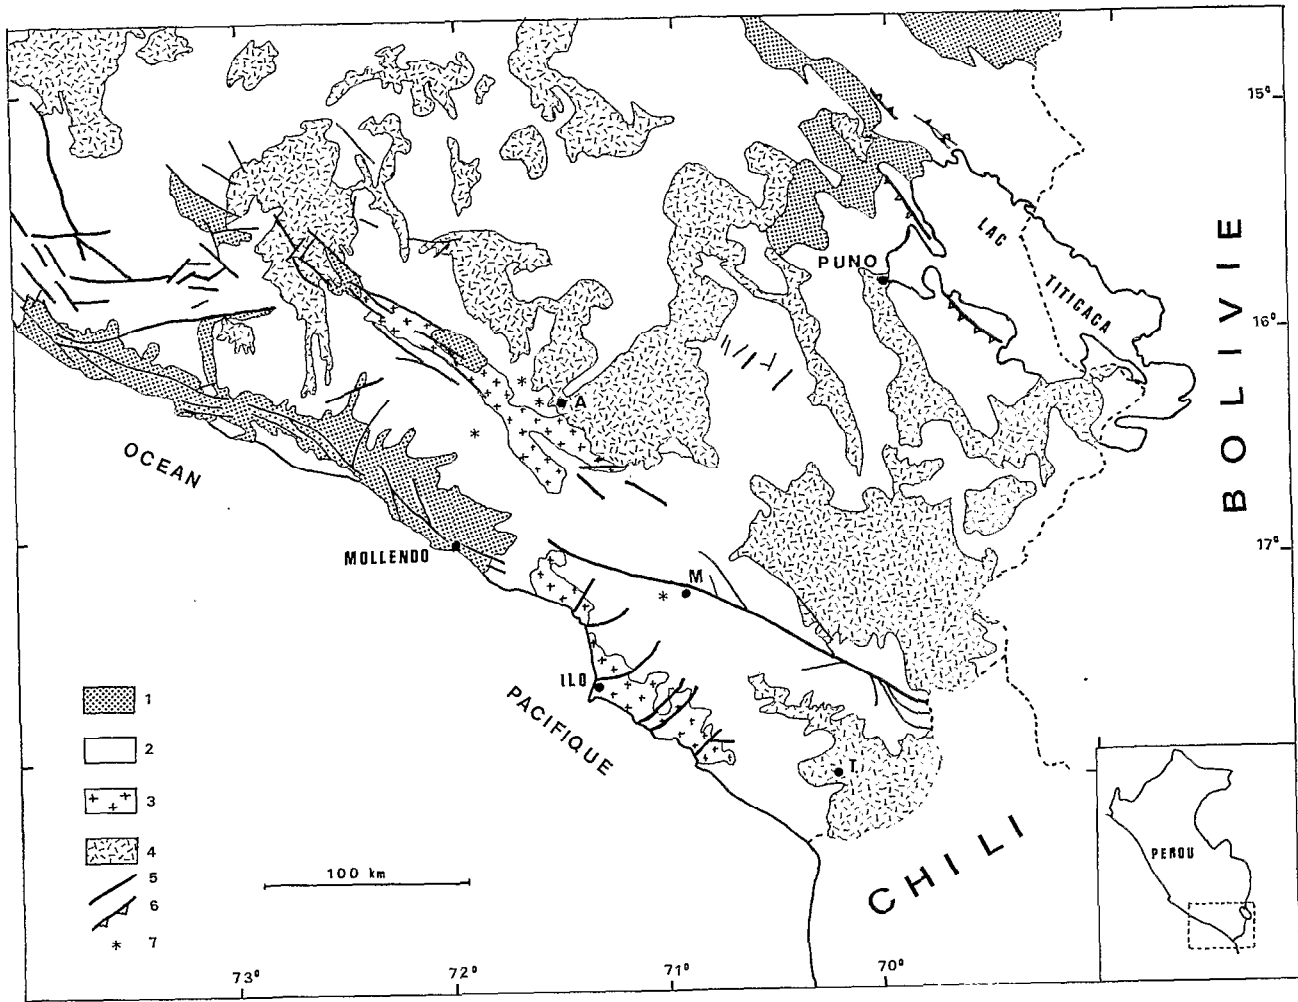 15°
LAC
TITICACA
PUNO
16°
BOLIVIE
A
OCEAN
17°
MOLLENDO
M
ILO
PACIFIQUE
T
1
2
3
4
5
6
7
100 km
CHILI
PEROU
73°
72°
71°
70°